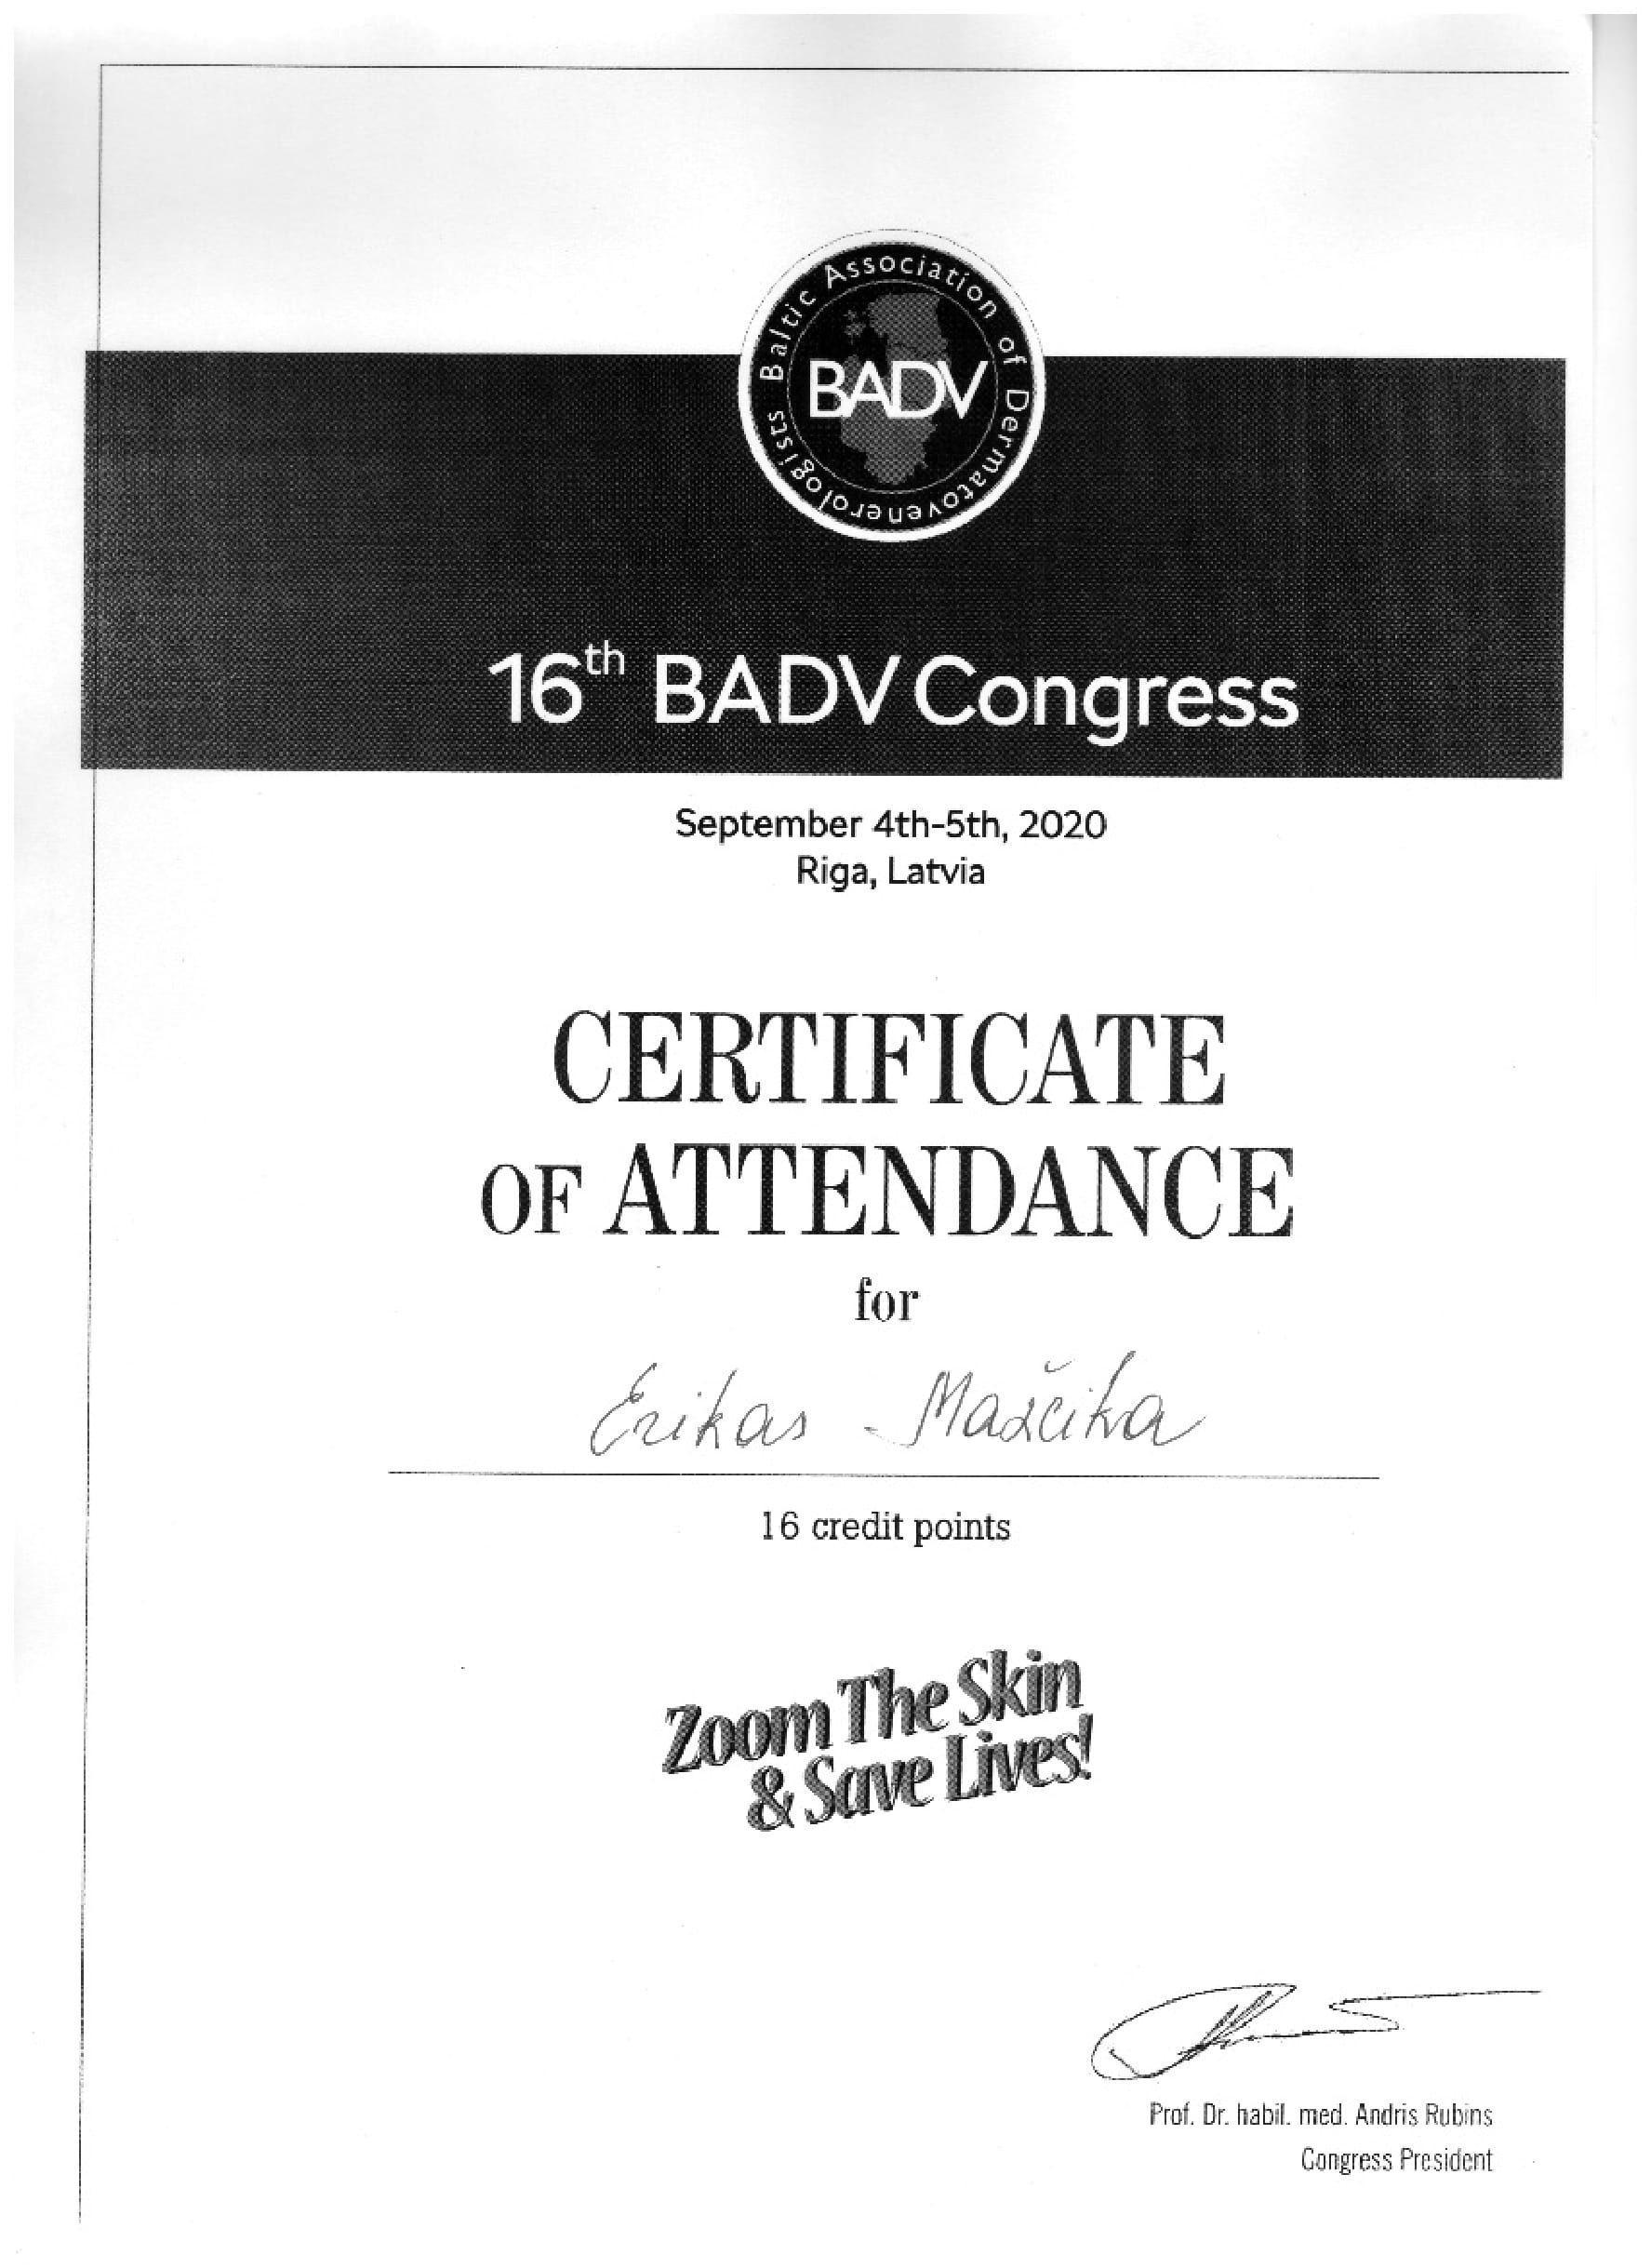 Baltic Association of Dermatovenerologists
BADV
16th BADV Congress
September 4th-5th, 2020
Riga, Latvia
CERTIFICATE
OF ATTENDANCE
for
Erikas Mažeika
16 credit points
Zoom The Skin
& Save Lives!
Prof. Dr. habil. med. Andris Rubins
Congress President